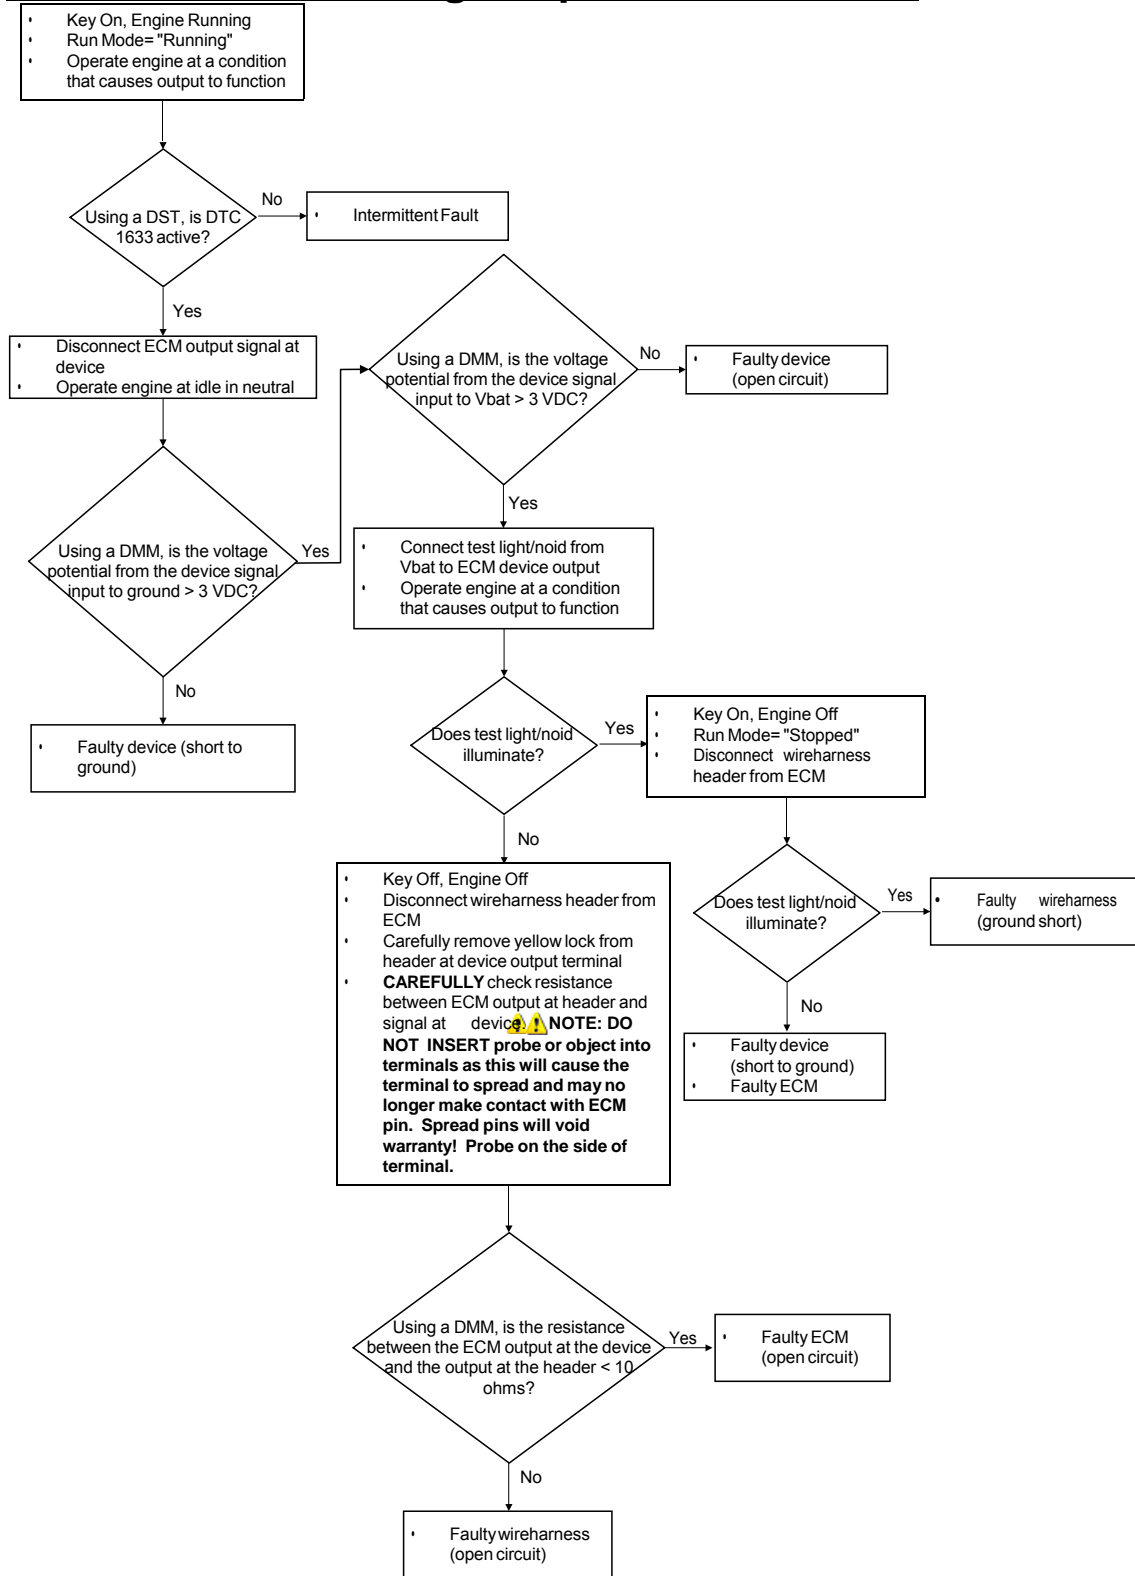 • Key On, Engine Running
• Run Mode= "Running"
• Operate engine at a condition
that causes output to function
Using a DST, is DTC
1633 active?
No
• Intermittent Fault
Yes
• Disconnect ECM output signal at
device
• Operate engine at idle in neutral
Using a DMM, is the voltage
potential from the device signal
input to ground > 3 VDC?
Yes
No
• Faulty device (short to
ground)
Using a DMM, is the voltage
potential from the device signal
input to Vbat > 3 VDC?
No
• Faulty device
(open circuit)
Yes
• Connect test light/noid from
Vbat to ECM device output
• Operate engine at a condition
that causes output to function
Does test light/noid
illuminate?
Yes
• Key On, Engine Off
• Run Mode= "Stopped"
• Disconnect wireharness
header from ECM
Does test light/noid
illuminate?
Yes
• Faulty wireharness
(ground short)
No
• Faulty device
(short to ground)
• Faulty ECM
No
• Key Off, Engine Off
• Disconnect wireharness header from
ECM
• Carefully remove yellow lock from
header at device output terminal
• CAREFULLY check resistance
between ECM output at header and
signal at device. NOTE: DO
NOT INSERT probe or object into
terminals as this will cause the
terminal to spread and may no
longer make contact with ECM
pin. Spread pins will void
warranty! Probe on the side of
terminal.
Using a DMM, is the resistance
between the ECM output at the device
and the output at the header < 10
ohms?
Yes
• Faulty ECM
(open circuit)
No
• Faulty wireharness
(open circuit)